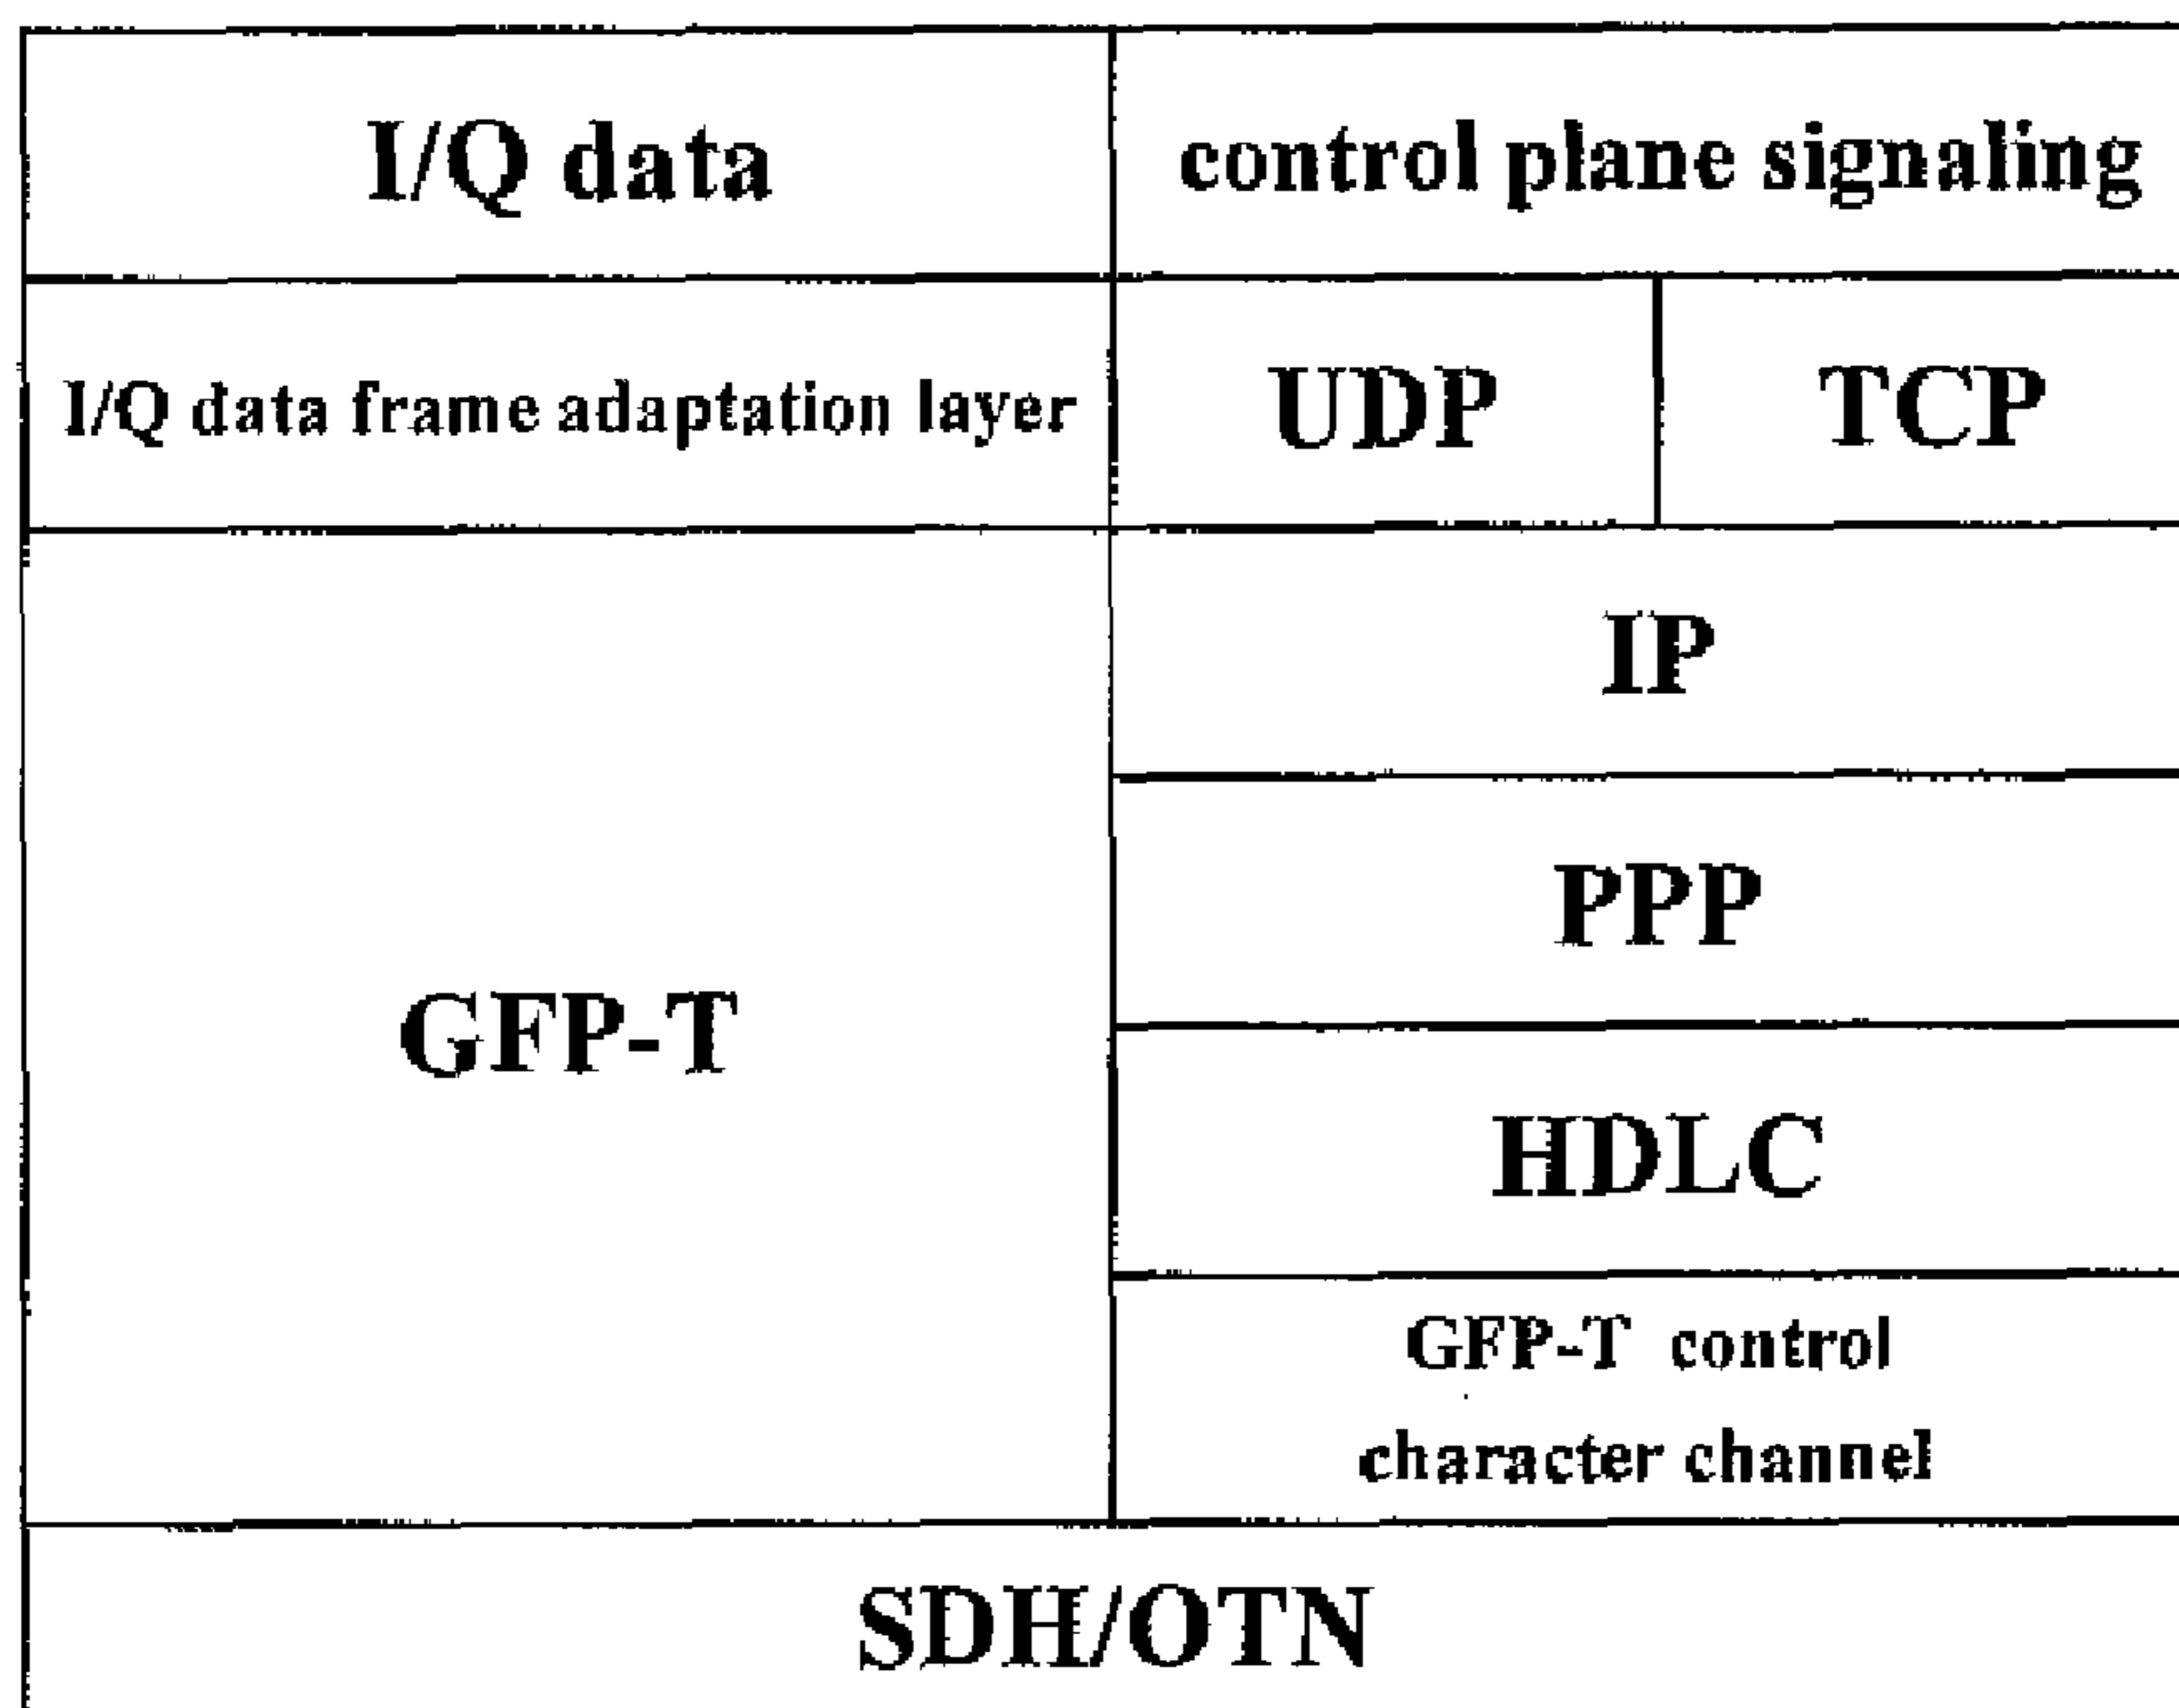 I/Q data
control plane signaling
I/Q data frame adaptation layer
UDP
TCP
IP
PPP
GFP-T
HDLC
GFP-T control
character channel
SDH/OTN